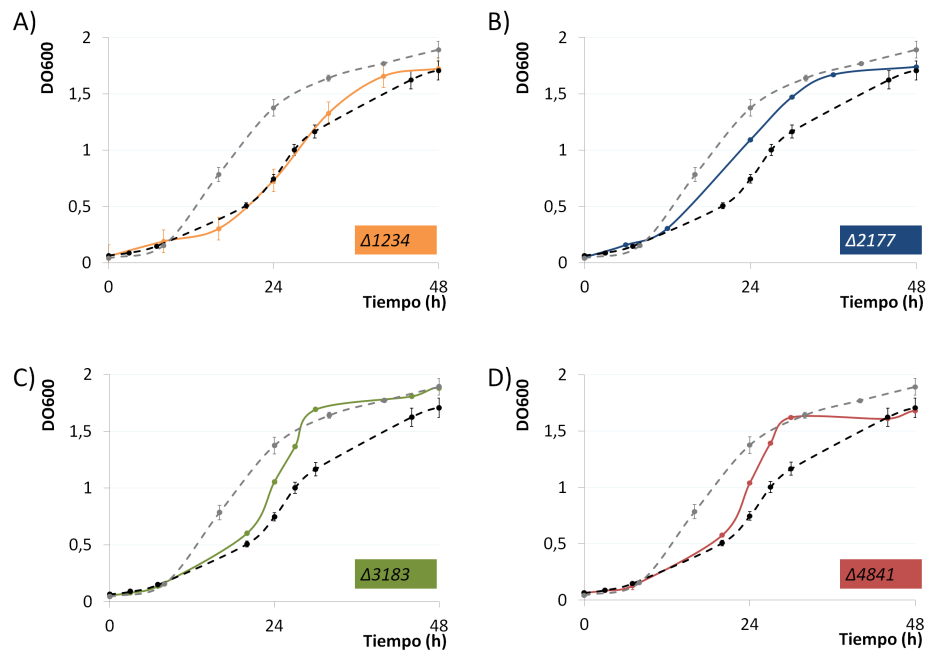 A)
DO600
2
1,5
1
0,5
0
0
24
48
Tiempo (h)
Δ1234
B)
DO600
2
1,5
1
0,5
0
0
24
48
Tiempo (h)
Δ2177
C)
DO600
2
1,5
1
0,5
0
0
24
48
Tiempo (h)
Δ3183
D)
DO600
2
1,5
1
0,5
0
0
24
48
Tiempo (h)
Δ4841